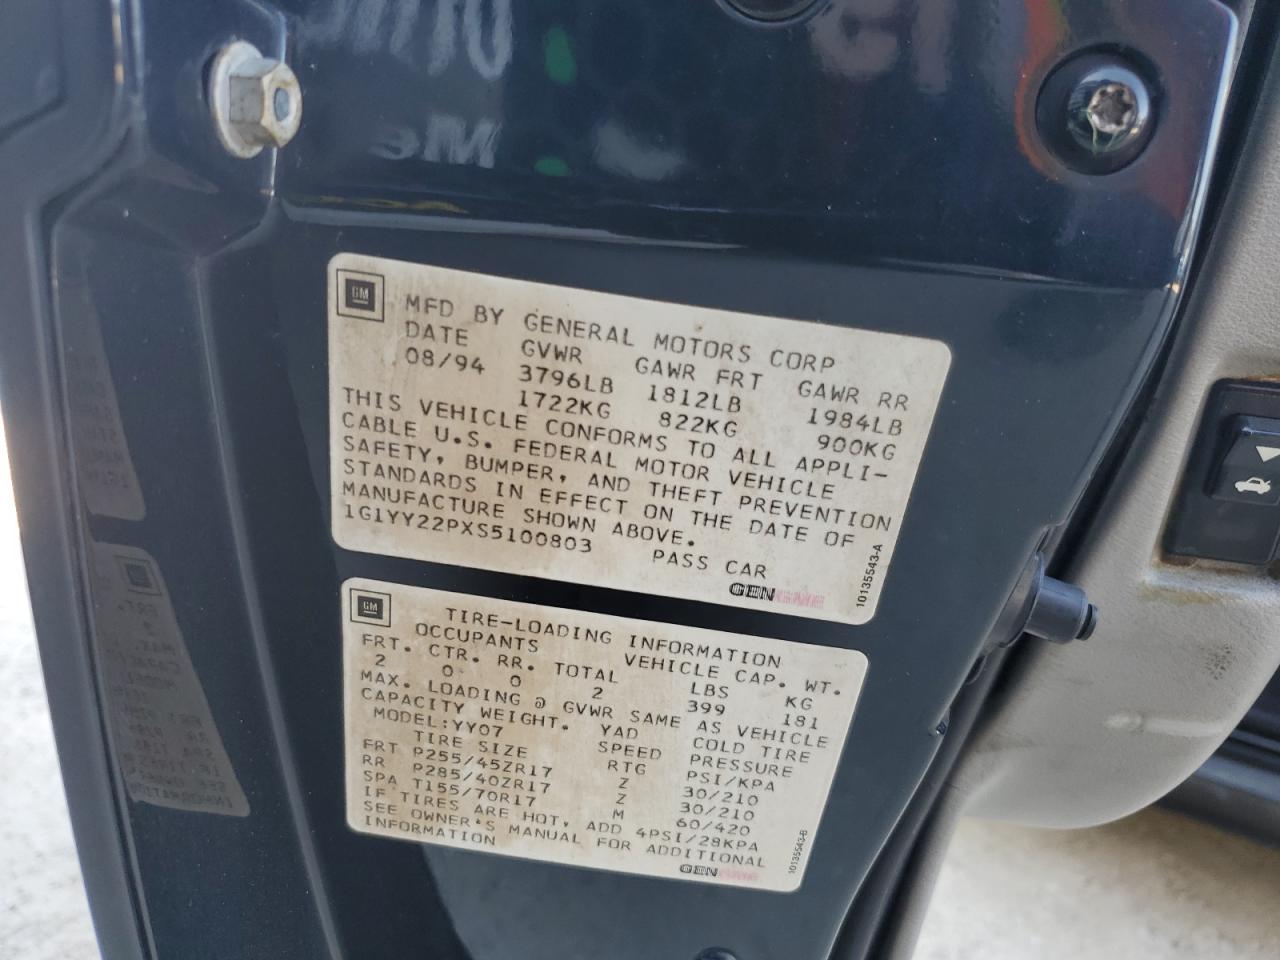 GM
MFD BY GENERAL MOTORS CORP
DATE GVWR GAWR FRT GAWR RR
08/94 3796LB 1812LB 1984LB
1722KG 822KG 900KG
THIS VEHICLE CONFORMS TO ALL APPLI-
CABLE U.S. FEDERAL MOTOR VEHICLE
SAFETY, BUMPER, AND THEFT PREVENTION
STANDARDS IN EFFECT ON THE DATE OF
MANUFACTURE SHOWN ABOVE.
1G1YY22PXS5100803 PASS CAR
GEN GME
10135543-A
GM
TIRE-LOADING INFORMATION
OCCUPANTS VEHICLE CAP. WT.
FRT. CTR. RR. TOTAL LBS KG
2 0 0 2 399 181
MAX. LOADING @ GVWR SAME AS VEHICLE
CAPACITY WEIGHT. YAD COLD TIRE
MODEL:YY07 SPEED PRESSURE
TIRE SIZE RTG PSI/KPA
FRT P255/45ZR17 Z 30/210
RR P285/40ZR17 Z 30/210
SPA T155/70R17 M 60/420
IF TIRES ARE HOT, ADD 4PSI/28KPA
SEE OWNER'S MANUAL FOR ADDITIONAL
INFORMATION
GEN GME
10135543-B